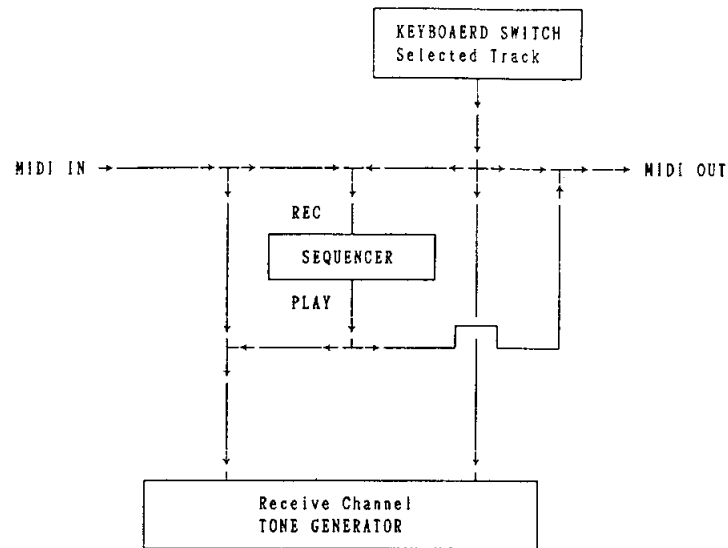 KEYBOAERD SWITCH
Selected Track
MIDI IN
MIDI OUT
REC
SEQUENCER
PLAY
Receive Channel
TONE GENERATOR